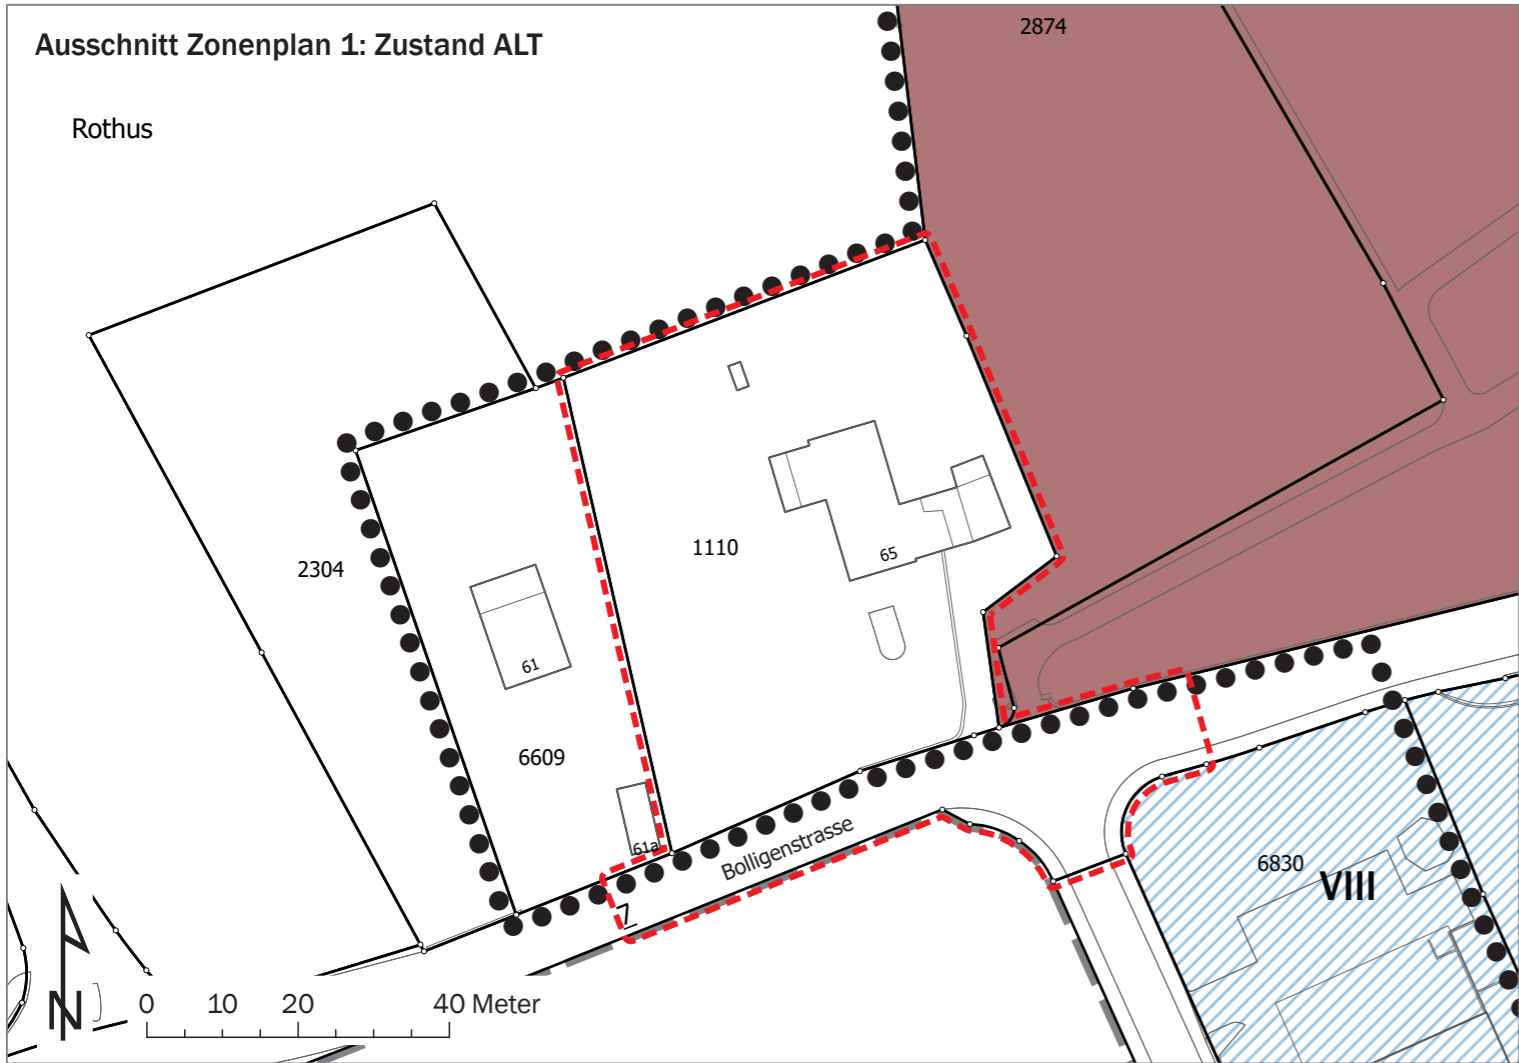 Ausschnitt Zonenplan 1: Zustand ALT
2874
Rothus
2304
1110
65
61
6609
61a
Bolligenstrasse
6830
VIII
N
0 10 20 40 Meter